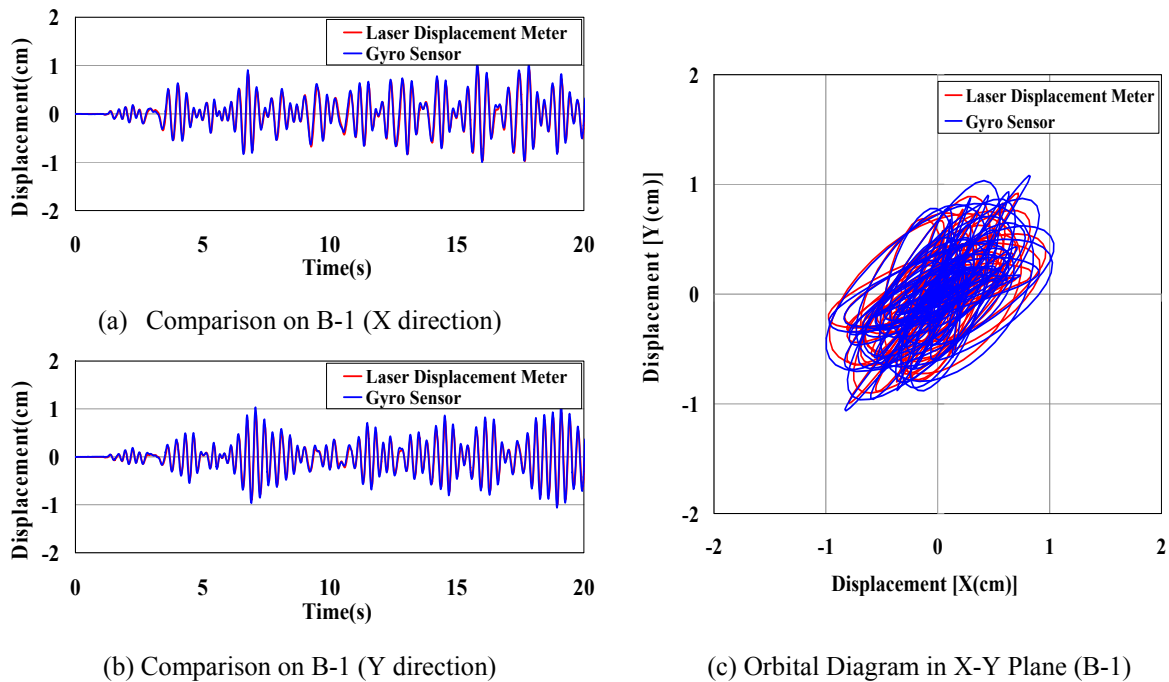 2
1
0
-1
-2
Displacement(cm)
Laser Displacement Meter
Gyro Sensor
0 5 10 15 20
Time(s)
(a) Comparison on B-1 (X direction)
2
1
0
-1
-2
Displacement(cm)
Laser Displacement Meter
Gyro Sensor
0 5 10 15 20
Time(s)
(b) Comparison on B-1 (Y direction)
2
1
0
-1
-2
Displacement [Y(cm)]
Laser Displacement Meter
Gyro Sensor
-2 -1 0 1 2
Displacement [X(cm)]
(c) Orbital Diagram in X-Y Plane (B-1)